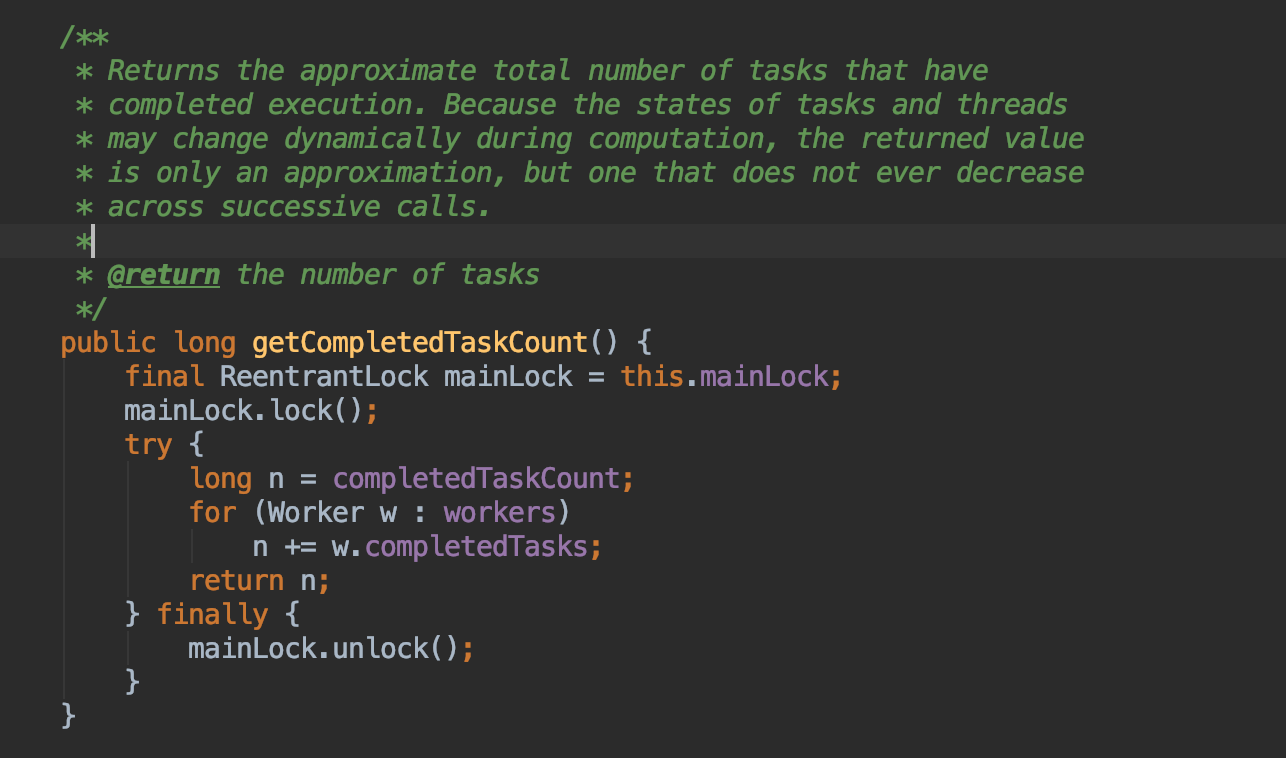 /**
 * Returns the approximate total number of tasks that have
 * completed execution. Because the states of tasks and threads
 * may change dynamically during computation, the returned value
 * is only an approximation, but one that does not ever decrease
 * across successive calls.
 *
 * @return the number of tasks
 */
public long getCompletedTaskCount() {
    final ReentrantLock mainLock = this.mainLock;
    mainLock.lock();
    try {
        long n = completedTaskCount;
        for (Worker w : workers)
            n += w.completedTasks;
        return n;
    } finally {
        mainLock.unlock();
    }
}